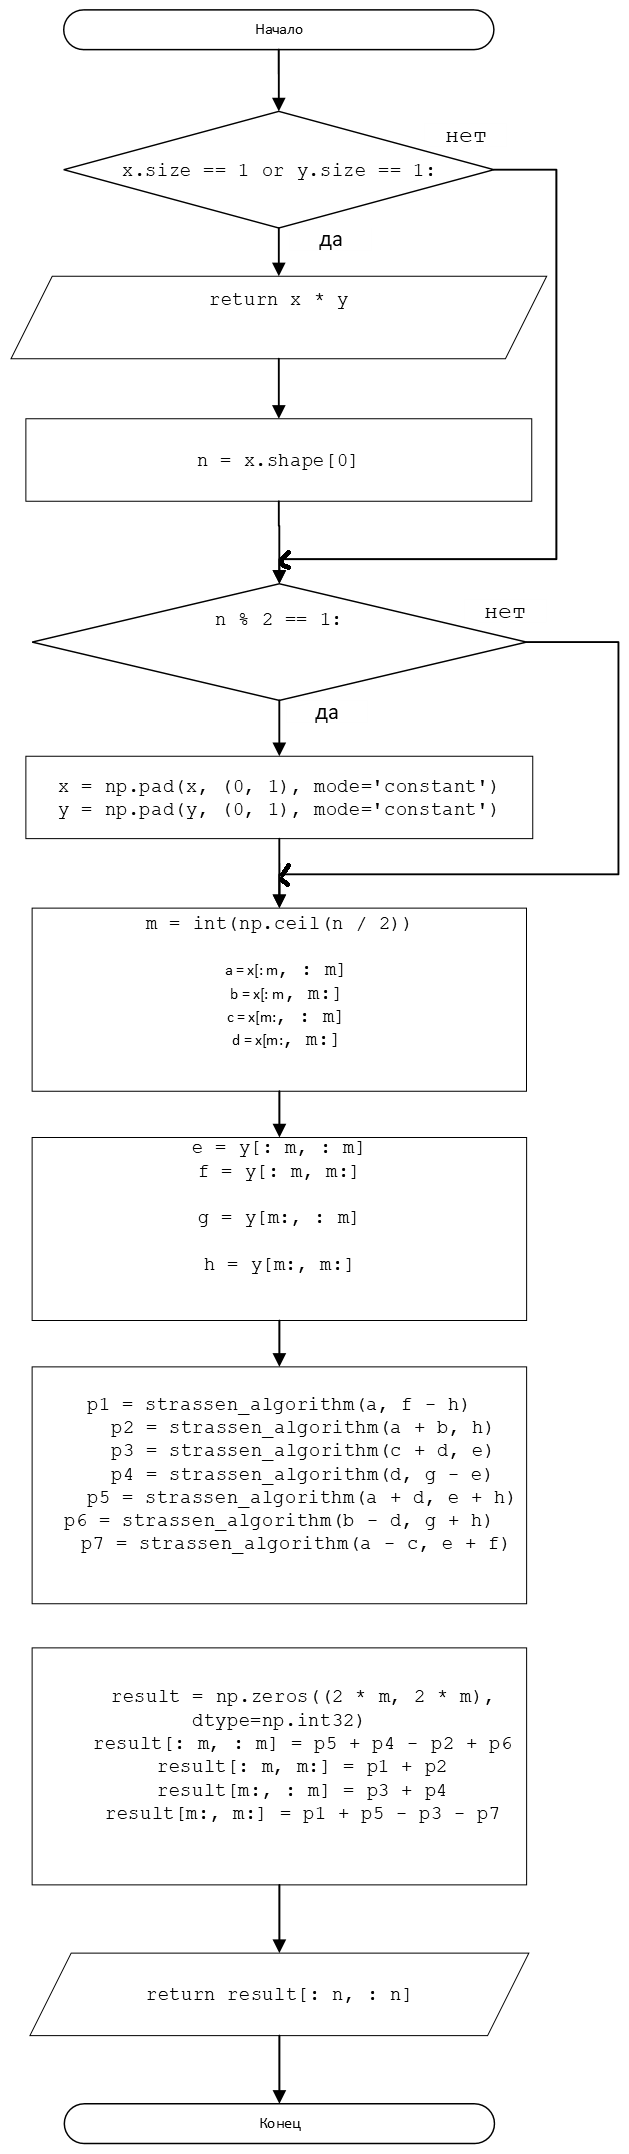 Начало
нет
x.size == 1 or y.size == 1:
да
return x * y
n = x.shape[0]
нет
n % 2 == 1:
да
x = np.pad(x, (0, 1), mode='constant')
y = np.pad(y, (0, 1), mode='constant')
m = int(np.ceil(n / 2))
a = x[: m, : m]
b = x[: m, m:]
c = x[m:, : m]
d = x[m:, m:]
e = y[: m, : m]
f = y[: m, m:]
g = y[m:, : m]
h = y[m:, m:]
p1 = strassen_algorithm(a, f - h)
p2 = strassen_algorithm(a + b, h)
p3 = strassen_algorithm(c + d, e)
p4 = strassen_algorithm(d, g - e)
p5 = strassen_algorithm(a + d, e + h)
p6 = strassen_algorithm(b - d, g + h)
p7 = strassen_algorithm(a - c, e + f)
result = np.zeros((2 * m, 2 * m),
dtype=np.int32)
result[: m, : m] = p5 + p4 - p2 + p6
result[: m, m:] = p1 + p2
result[m:, : m] = p3 + p4
result[m:, m:] = p1 + p5 - p3 - p7
return result[: n, : n]
Конец